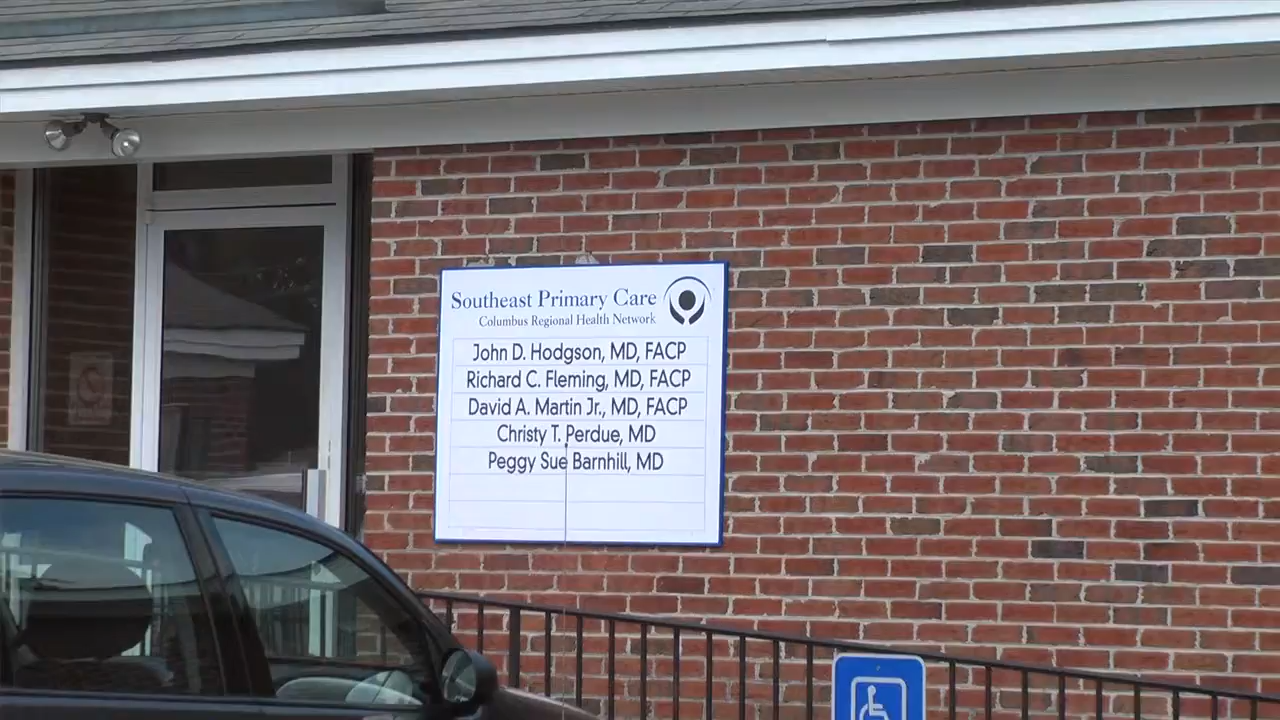 Southeast Primary Care
Columbus Regional Health Network
John D. Hodgson, MD, FACP
Richard C. Fleming, MD, FACP
David A. Martin Jr., MD, FACP
Christy T. Perdue, MD
Peggy Sue Barnhill, MD